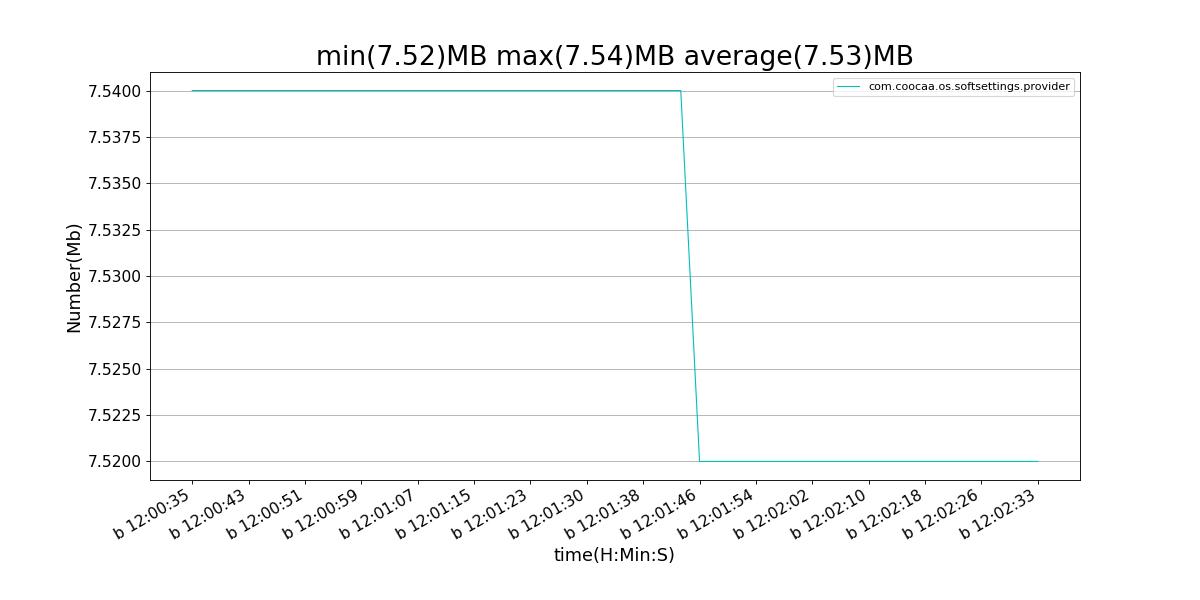 min(7.52)MB max(7.54)MB average(7.53)MB
com.coocaa.os.softsettings.provider
Number(Mb)
7.5400
7.5375
7.5350
7.5325
7.5300
7.5275
7.5250
7.5225
7.5200
b 12:00:35
b 12:00:43
b 12:00:51
b 12:00:59
b 12:01:07
b 12:01:15
b 12:01:23
b 12:01:30
b 12:01:38
b 12:01:46
b 12:01:54
b 12:02:02
b 12:02:10
b 12:02:18
b 12:02:26
b 12:02:33
time(H:Min:S)